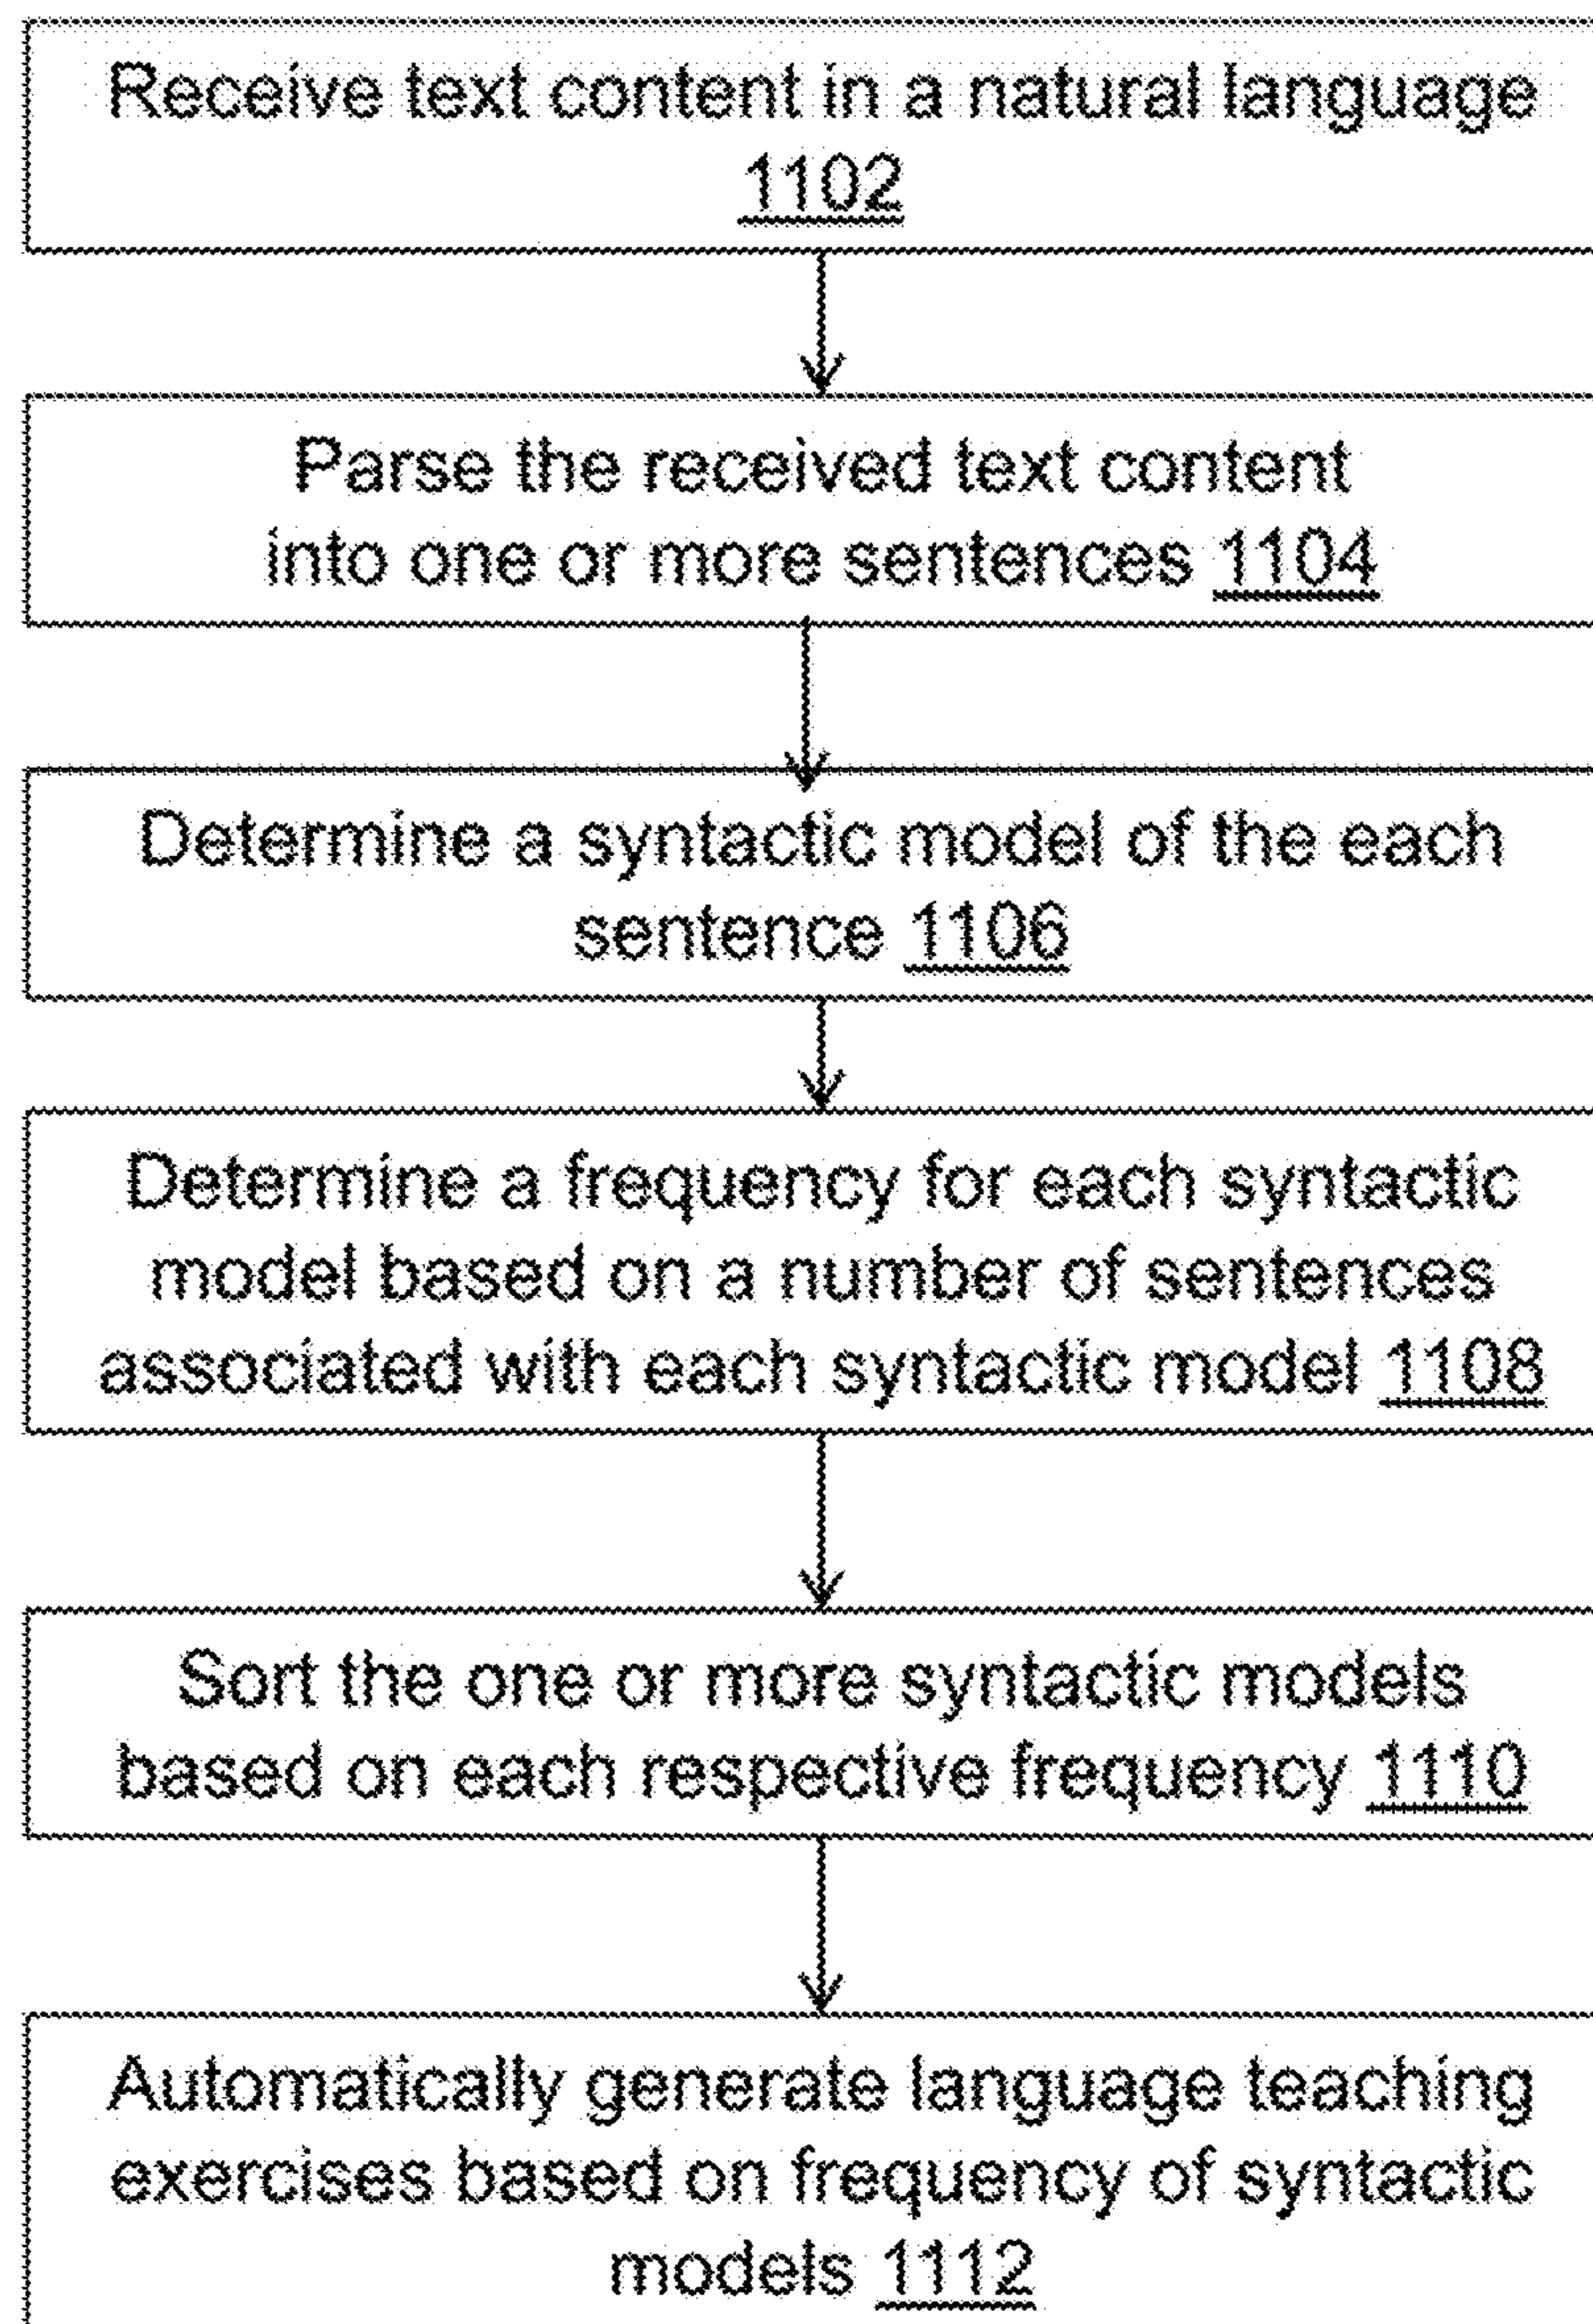 Receive text content in a natural language
1102
Parse the received text content
into one or more sentences 1104
Determine a syntactic model of the each
sentence 1106
Determine a frequency for each syntactic
model based on a number of sentences
associated with each syntactic model 1108
Sort the one or more syntactic models
based on each respective frequency 1110
Automatically generate language teaching
exercises based on frequency of syntactic
models 1112